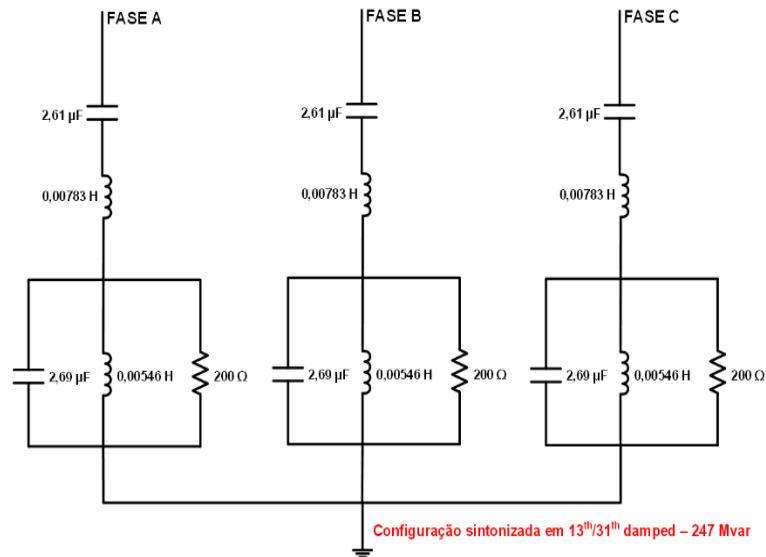 FASE A
FASE B
FASE C
2,61 µF
2,61 µF
2,61 µF
0,00783 H
0,00783 H
0,00783 H
2,69 µF
0,00546 H
200 Ω
2,69 µF
0,00546 H
200 Ω
2,69 µF
0,00546 H
200 Ω
Configuração sintonizada em 13th/31th damped – 247 Mvar